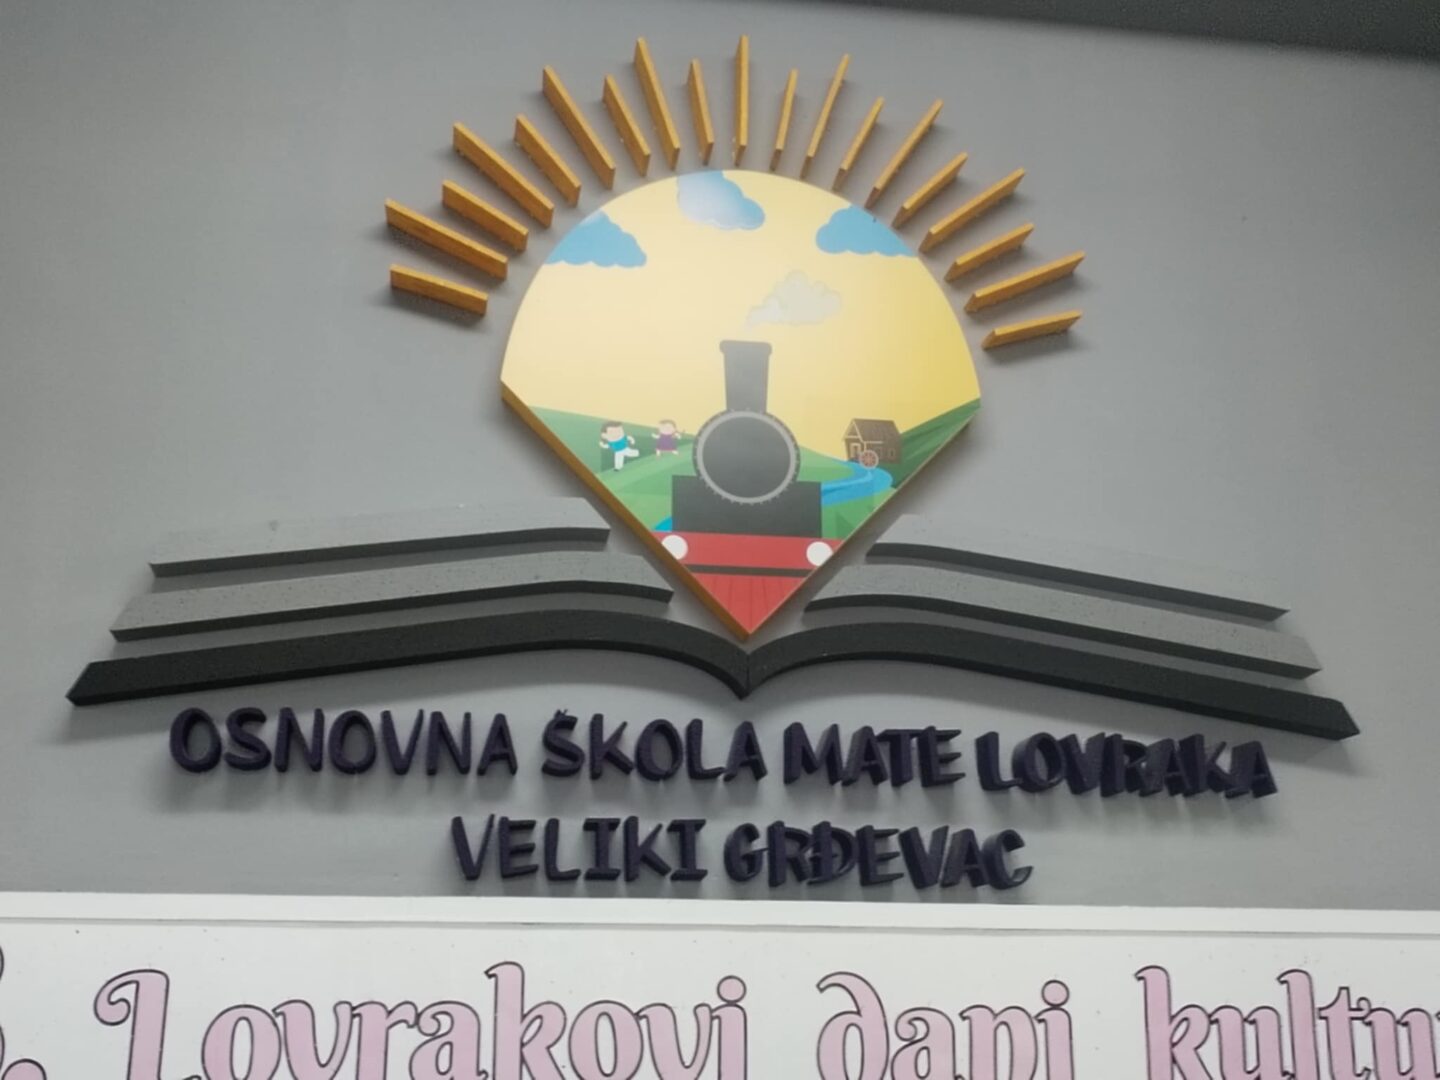 OSNOVNA ŠKOLA MATE LOVRAKA
VELIKI GRĐEVAC
Lovrakovi dani